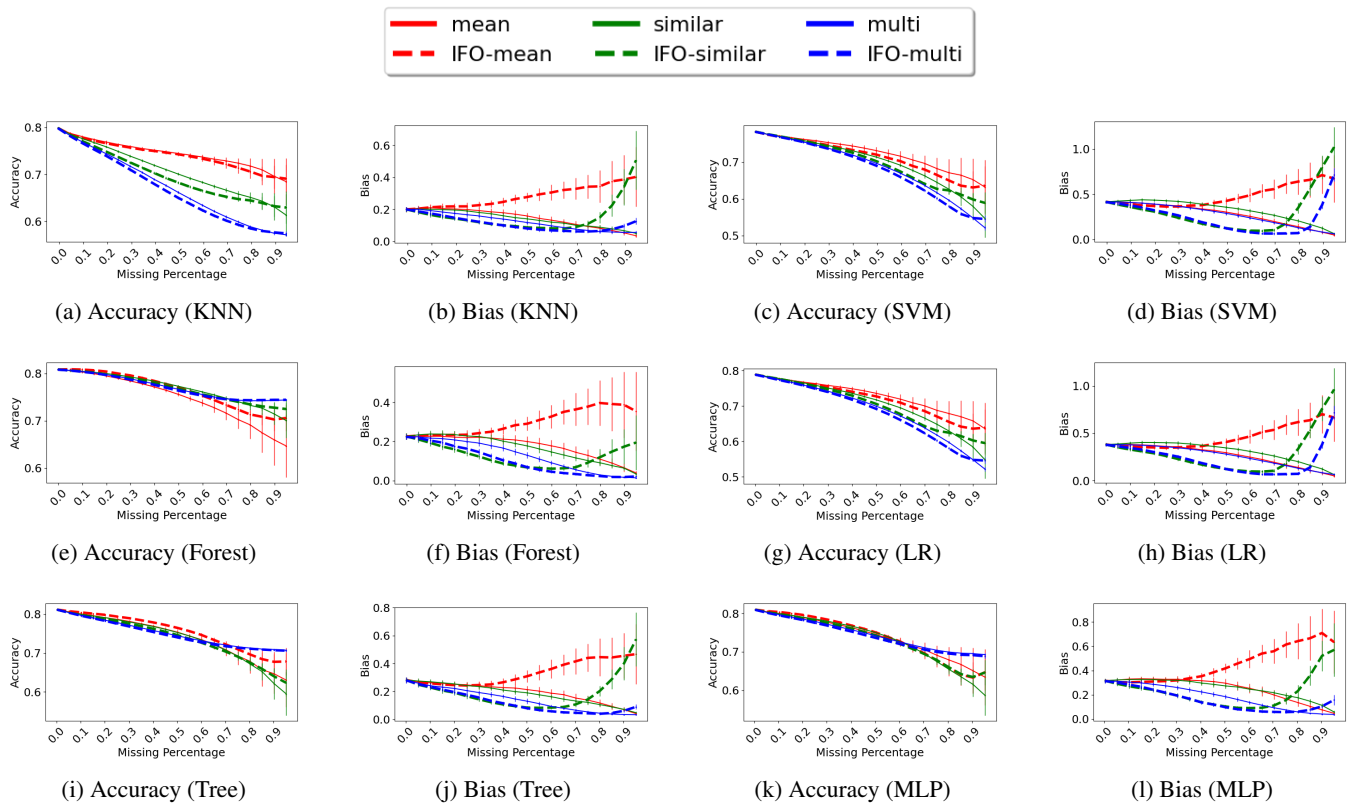 mean similar multi
IFO-mean IFO-similar IFO-multi
0.8
0.7
0.6
Accuracy
0.0 0.1 0.2 0.3 0.4 0.5 0.6 0.7 0.8 0.9
Missing Percentage
(a) Accuracy (KNN)
0.6
0.4
0.2
0.0
Bias
0.0 0.1 0.2 0.3 0.4 0.5 0.6 0.7 0.8 0.9
Missing Percentage
(b) Bias (KNN)
0.7
0.6
0.5
Accuracy
0.0 0.1 0.2 0.3 0.4 0.5 0.6 0.7 0.8 0.9
Missing Percentage
(c) Accuracy (SVM)
1.0
0.5
0.0
Bias
0.0 0.1 0.2 0.3 0.4 0.5 0.6 0.7 0.8 0.9
Missing Percentage
(d) Bias (SVM)
0.8
0.7
0.6
Accuracy
0.0 0.1 0.2 0.3 0.4 0.5 0.6 0.7 0.8 0.9
Missing Percentage
(e) Accuracy (Forest)
0.4
0.2
0.0
Bias
0.0 0.1 0.2 0.3 0.4 0.5 0.6 0.7 0.8 0.9
Missing Percentage
(f) Bias (Forest)
0.8
0.7
0.6
0.5
Accuracy
0.0 0.1 0.2 0.3 0.4 0.5 0.6 0.7 0.8 0.9
Missing Percentage
(g) Accuracy (LR)
1.0
0.5
0.0
Bias
0.0 0.1 0.2 0.3 0.4 0.5 0.6 0.7 0.8 0.9
Missing Percentage
(h) Bias (LR)
0.8
0.7
0.6
Accuracy
0.0 0.1 0.2 0.3 0.4 0.5 0.6 0.7 0.8 0.9
Missing Percentage
(i) Accuracy (Tree)
0.8
0.6
0.4
0.2
0.0
Bias
0.0 0.1 0.2 0.3 0.4 0.5 0.6 0.7 0.8 0.9
Missing Percentage
(j) Bias (Tree)
0.8
0.7
0.6
Accuracy
0.0 0.1 0.2 0.3 0.4 0.5 0.6 0.7 0.8 0.9
Missing Percentage
(k) Accuracy (MLP)
0.8
0.6
0.4
0.2
0.0
Bias
0.0 0.1 0.2 0.3 0.4 0.5 0.6 0.7 0.8 0.9
Missing Percentage
(l) Bias (MLP)